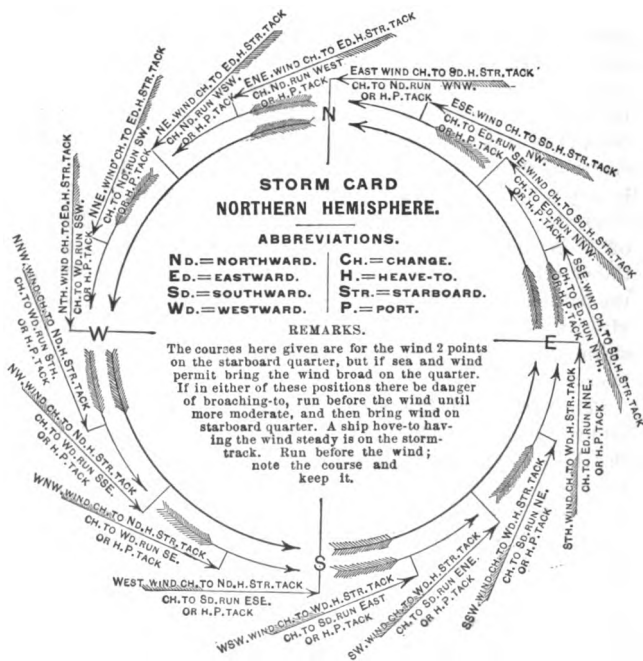 EAST WIND CH.TO SD.H.STR.TACK
CH.TO ND.RUN WNW.
OR H.P.TACK
ESE.WIND CH.TO SD.H.STR.TACK
CH.TO ED.RUN NW.
OR H.P.TACK
SE.WIND CH.TO SD.H.STR.TACK
CH.TO ED.RUN NNW.
OR H.P.TACK
SSE.WIND CH.TO SD.H.STR.TACK
CH.TO ED.RUN NTH.
OR H.P.TACK
STH.WIND CH.TO WD.H.STR.TACK
CH.TO ED.RUN NNE.
OR H.P.TACK
SSW.WIND CH.TO WD.H.STR.TACK
CH.TO SD.RUN NE.
OR H.P.TACK
SW.WIND CH.TO WD.H.STR.TACK
CH.TO SD.RUN ENE.
OR H.P.TACK
WSW.WIND CH.TO WD.H.STR.TACK
CH.TO SD.RUN EAST
OR H.P.TACK
WEST.WIND CH.TO ND.H.STR.TACK
CH.TO SD.RUN ESE.
OR H.P.TACK
WNW.WIND CH.TO ND.H.STR.TACK
CH.TO WD.RUN SE.
OR H.P.TACK
NW.WIND CH.TO ND.H.STR.TACK
CH.TO WD.RUN SSE.
OR H.P.TACK
NNW.WIND CH.TO ND.H.STR.TACK
CH.TO WD.RUN STH.
OR H.P.TACK
NTH.WIND CH.TO ED.H.STR.TACK
CH.TO WD.RUN SSW.
OR H.P.TACK
NNE.WIND CH.TO ED.H.STR.TACK
CH.TO ND.RUN SW.
OR H.P.TACK
NE.WIND CH.TO ED.H.STR.TACK
CH.ND.RUN WSW.
OR H.P.TACK
ENE.WIND CH.TO ED.H.STR.TACK
CH.ND.RUN WEST
OR H.P.TACK
N
STORM CARD
NORTHERN HEMISPHERE.
ABBREVIATIONS.
ND.=NORTHWARD. CH.=CHANGE.
ED.=EASTWARD. H.=HEAVE-TO.
SD.=SOUTHWARD. STR.=STARBOARD.
WD.=WESTWARD. P.=PORT.
W
REMARKS.
E
The courses here given are for the wind 2 points
on the starboard quarter, but if sea and wind
permit bring the wind broad on the quarter.
If in either of these positions there be danger
of broaching-to, run before the wind until
more moderate, and then bring wind on
starboard quarter. A ship hove-to hav-
ing the wind steady is on the storm-
track. Run before the wind;
note the course and
keep it.
S